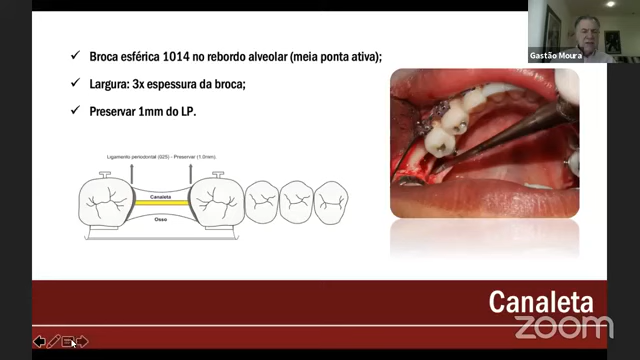 ✓ Broca esférica 1014 no rebordo alveolar (meia ponta ativa);
✓ Largura: 3x espessura da broca;
✓ Preservar 1mm do LP.
Gastão Moura
Ligamento periodontal (025) - Preservar (1.0mm).
Canaleta
Osso
Canaleta
zoom